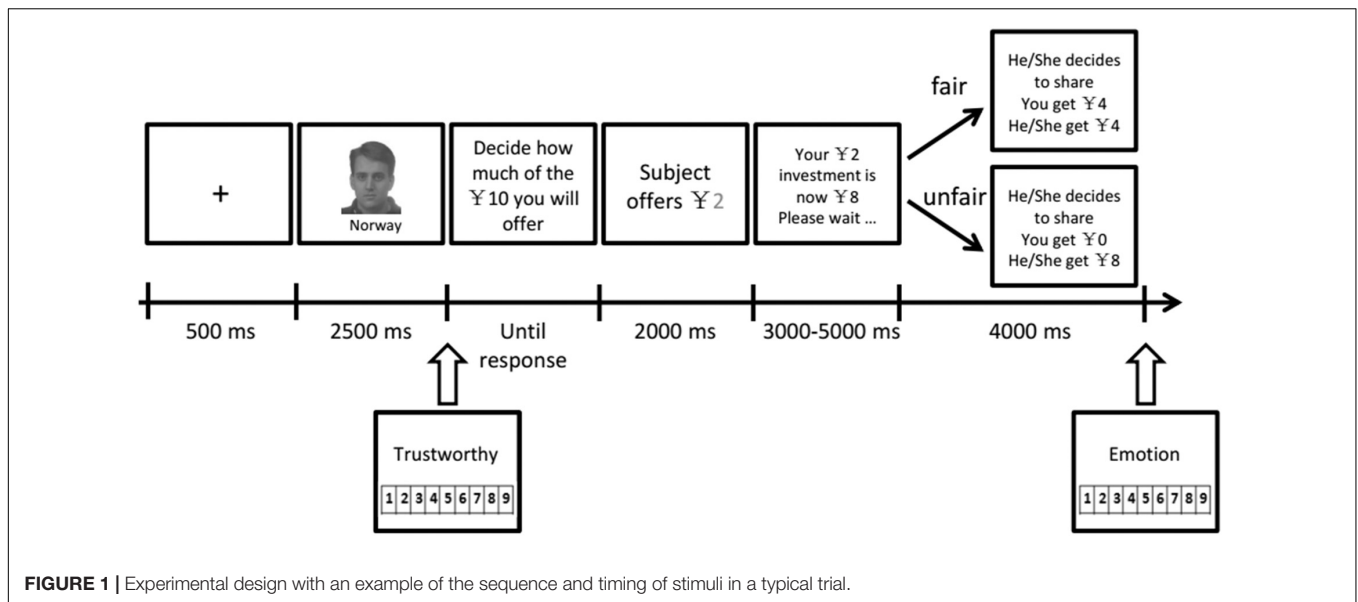 +
Norway
Decide how
much of the
¥10 you will
offer
Subject
offers ¥2
Your ¥2
investment is
now ¥8
Please wait ...
fair
unfair
He/She decides
to share
You get ¥4
He/She get ¥4
He/She decides
to share
You get ¥0
He/She get ¥8
500 ms
2500 ms
Until
response
2000 ms
3000-5000 ms
4000 ms
Trustworthy
1 2 3 4 5 6 7 8 9
Emotion
1 2 3 4 5 6 7 8 9
FIGURE 1 | Experimental design with an example of the sequence and timing of stimuli in a typical trial.